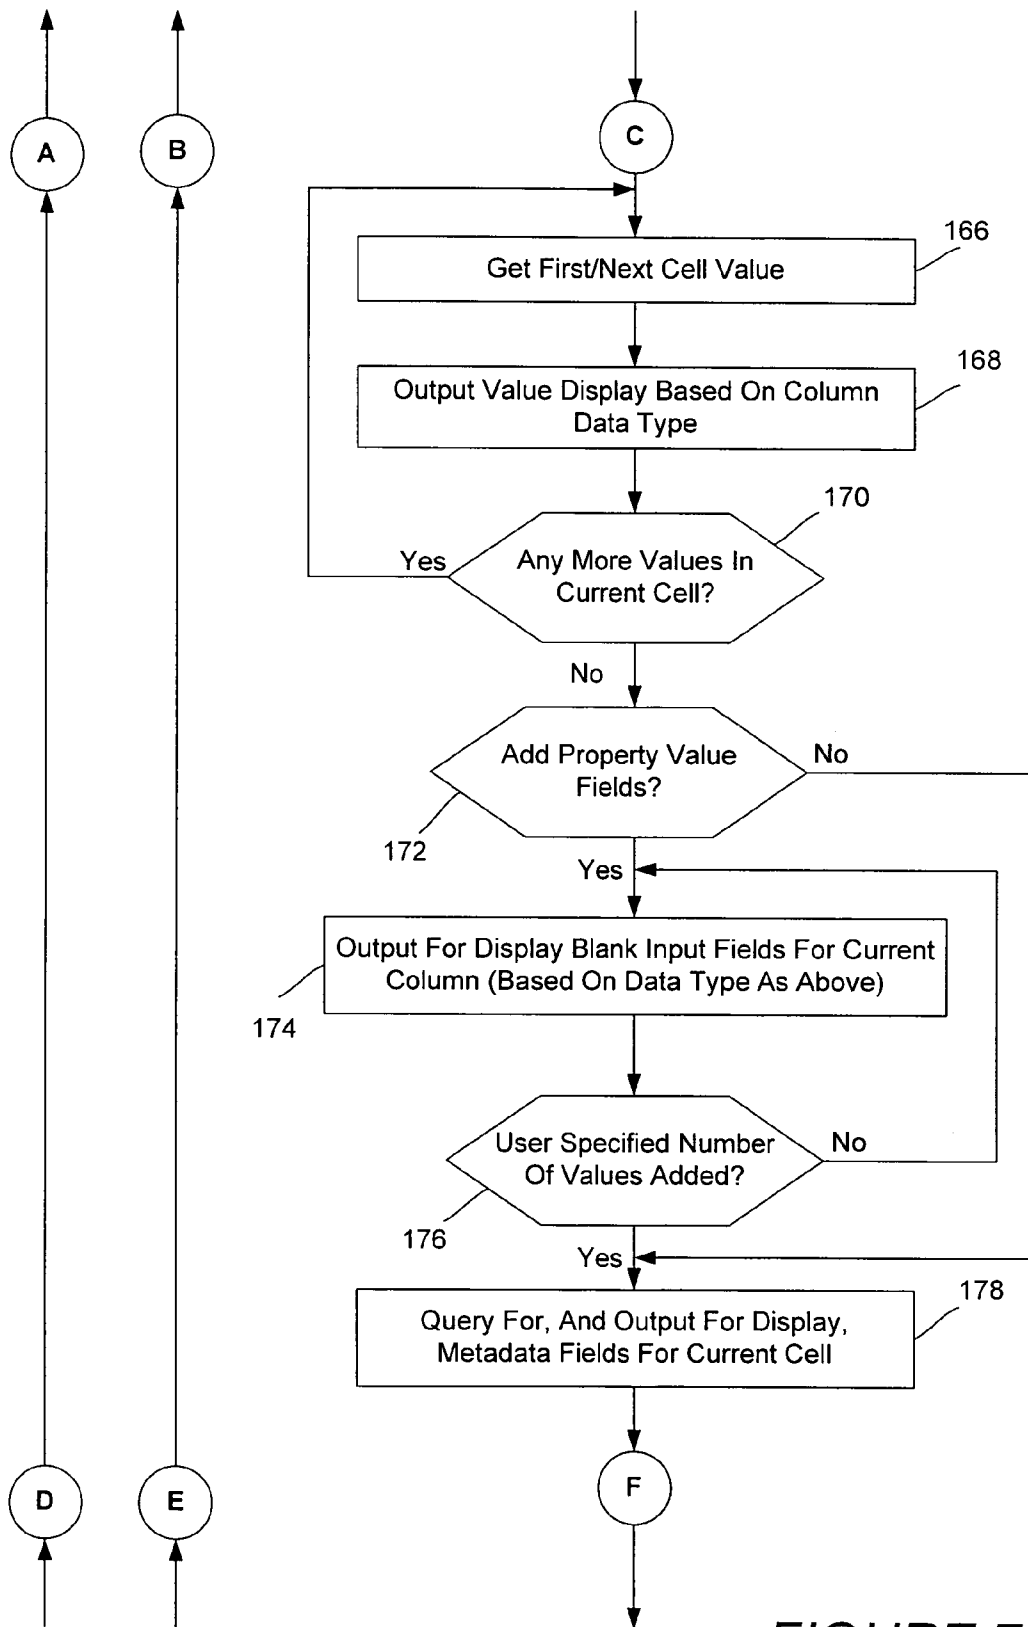 A
B
C
166
Get First/Next Cell Value
168
Output Value Display Based On Column
Data Type
170
Yes
Any More Values In
Current Cell?
No
Add Property Value
Fields?
No
172
Yes
Output For Display Blank Input Fields For Current
Column (Based On Data Type As Above)
174
User Specified Number
Of Values Added?
No
176
Yes
178
Query For, And Output For Display,
Metadata Fields For Current Cell
D
E
F